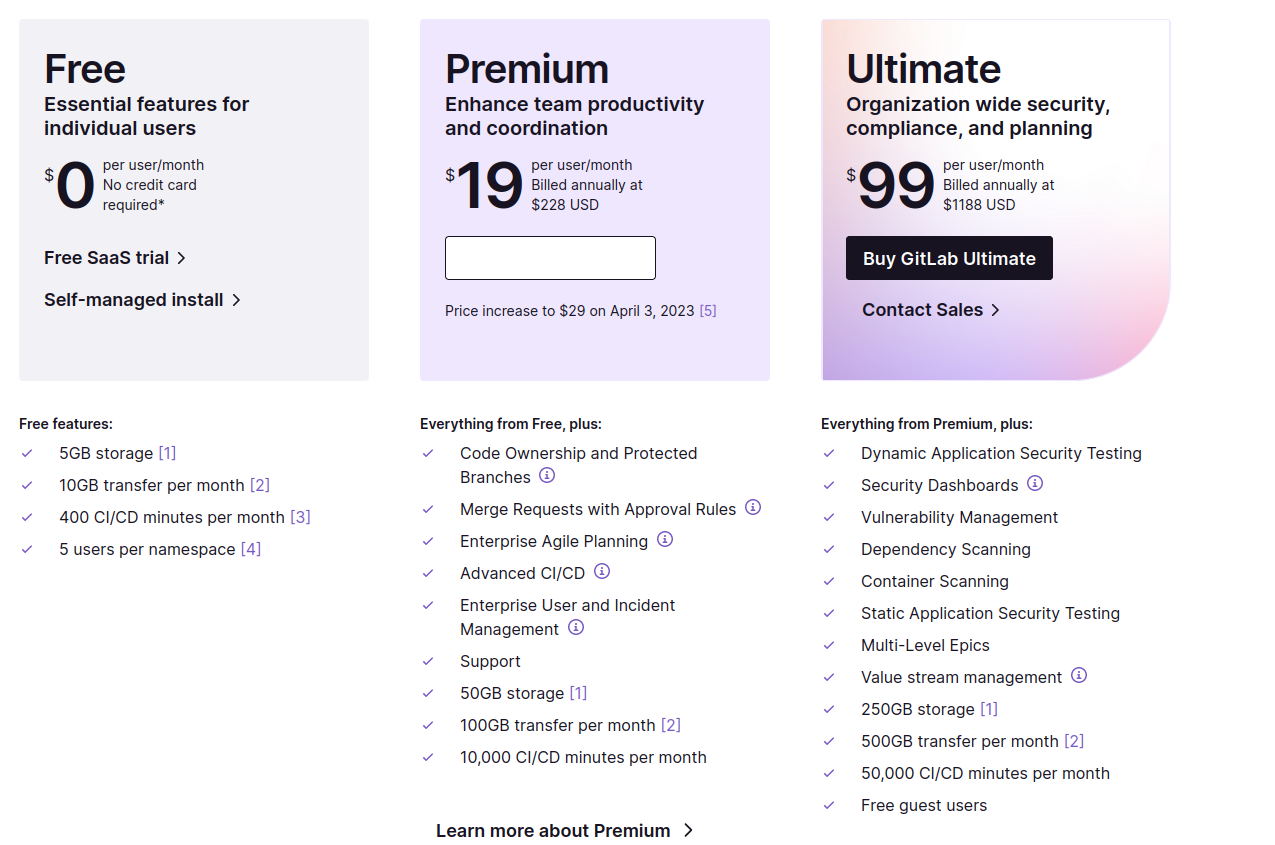 Free
Essential features for
individual users
$0
per user/month
No credit card
required*
Free SaaS trial
Self-managed install
Free features:
5GB storage [1]
10GB transfer per month [2]
400 CI/CD minutes per month [3]
5 users per namespace [4]
Premium
Enhance team productivity
and coordination
$19
per user/month
Billed annually at
$228 USD
Price increase to $29 on April 3, 2023 [5]
Everything from Free, plus:
Code Ownership and Protected
Branches
Merge Requests with Approval Rules
Enterprise Agile Planning
Advanced CI/CD
Enterprise User and Incident
Management
Support
50GB storage [1]
100GB transfer per month [2]
10,000 CI/CD minutes per month
Learn more about Premium
Ultimate
Organization wide security,
compliance, and planning
$99
per user/month
Billed annually at
$1188 USD
Buy GitLab Ultimate
Contact Sales
Everything from Premium, plus:
Dynamic Application Security Testing
Security Dashboards
Vulnerability Management
Dependency Scanning
Container Scanning
Static Application Security Testing
Multi-Level Epics
Value stream management
250GB storage [1]
500GB transfer per month [2]
50,000 CI/CD minutes per month
Free guest users